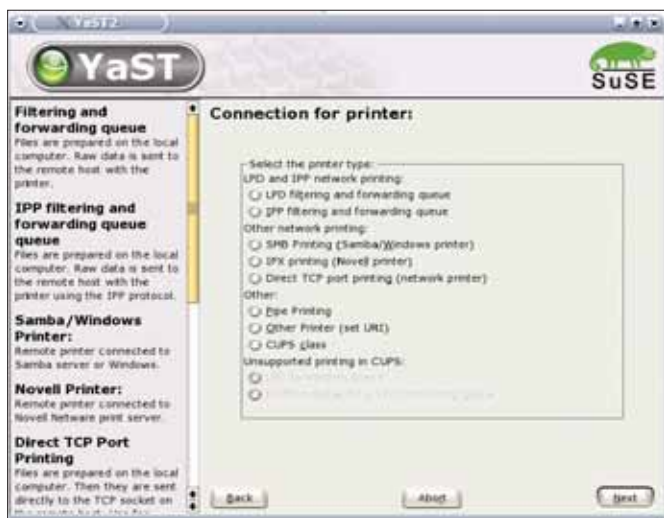 YaST2
YaST
SuSE
Filtering and
forwarding queue
Files are prepared on the local
computer. Raw data is sent to
the remote host with the
printer.
IPP filtering and
forwarding queue
queue
Files are prepared on the local
computer. Raw data is sent to
the remote host with the
printer using the IPP protocol.
Samba/Windows
Printer:
Remote printer connected to
Samba server or Windows.
Novell Printer:
Remote printer connected to
Novell Netware print server.
Direct TCP Port
Printing
Files are prepared on the local
computer. Then they are sent
directly to the TCP socket on
Connection for printer:
Select the printer type:
LPD and IPP network printing:
LPD filtering and forwarding queue
IPP filtering and forwarding queue
Other network printing:
SMB Printing (Samba/Windows printer)
IPX printing (Novell printer)
Direct TCP port printing (network printer)
Other:
Pipe Printing
Other Printer (set URI)
CUPS class
Unsupported printing in CUPS:
Back
Abort
Next